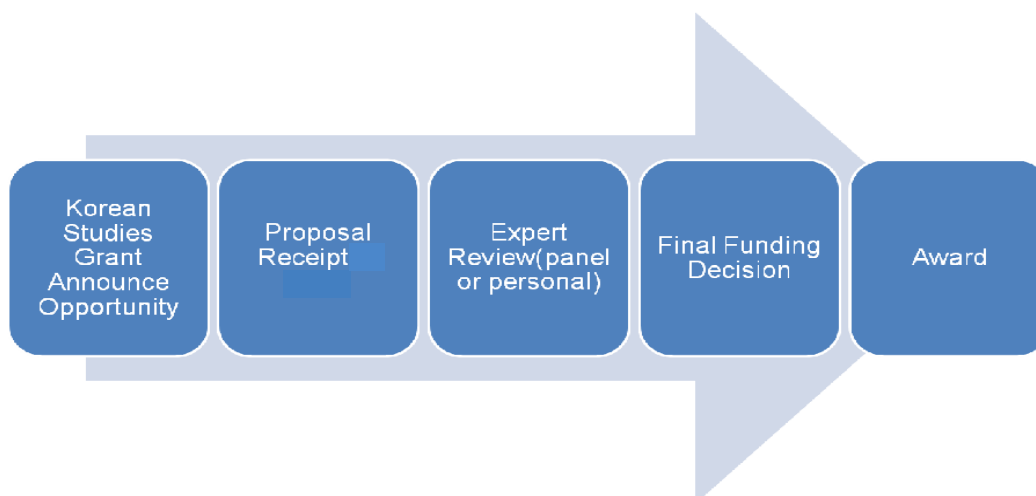 Korean
Studies
Grant
Announce
Opportunity
Proposal
Receipt
Expert
Review(panel
or personal)
Final Funding
Decision
Award